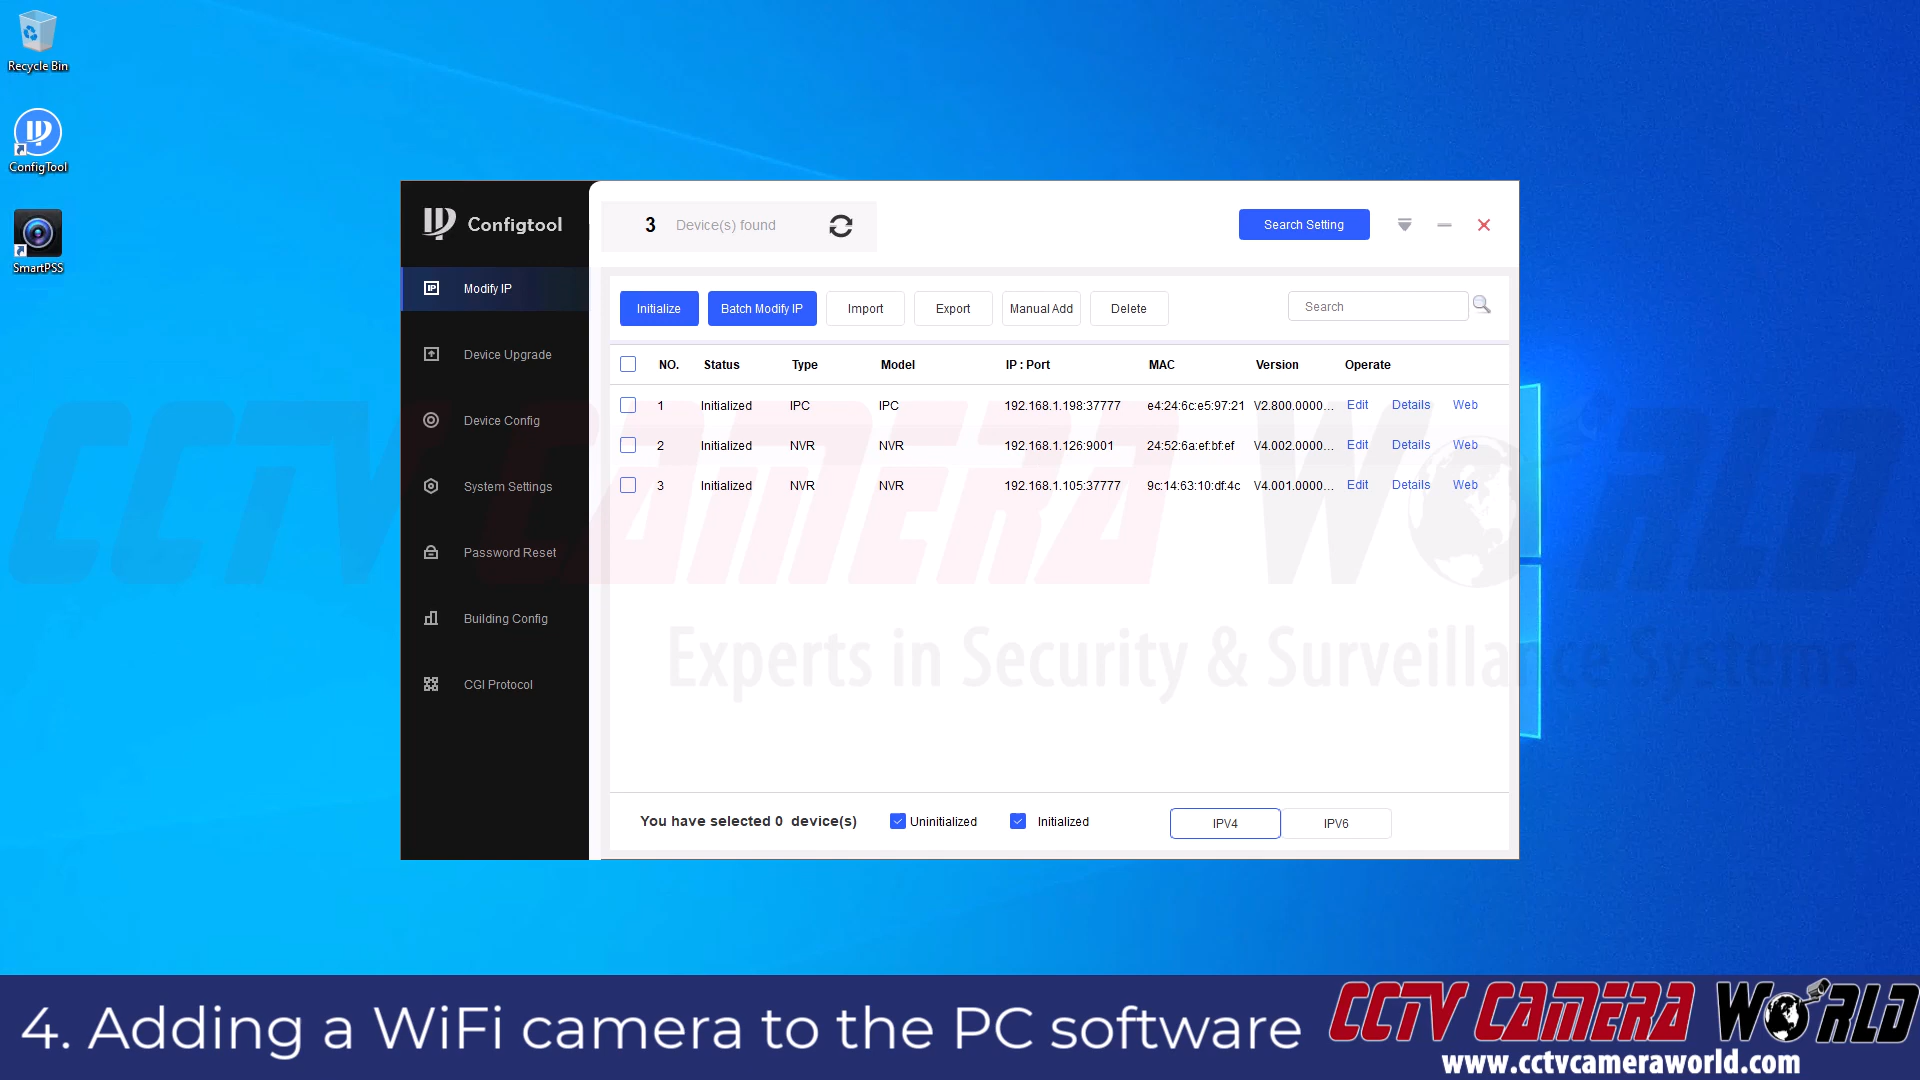 Recycle Bin
ConfigTool
SmartPSS
Configtool
3 Device(s) found
Search Setting
Modify IP
Device Upgrade
Device Config
System Settings
Password Reset
Building Config
CGI Protocol
Initialize Batch Modify IP Import Export Manual Add Delete Search
NO. Status Type Model IP : Port MAC Version Operate
1 Initialized IPC IPC 192.168.1.198:37777 e4:24:6c:e5:97:21 V2.800.0000... Edit Details Web
2 Initialized NVR NVR 192.168.1.126:9001 24:52:6a:ef:bf:ef V4.002.0000... Edit Details Web
3 Initialized NVR NVR 192.168.1.105:37777 9c:14:63:10:df:4c V4.001.0000... Edit Details Web
CCTV CAMERA WORLD
Experts in Security & Surveillance Systems
You have selected 0 device(s) Uninitialized Initialized IPV4 IPV6
4. Adding a WiFi camera to the PC software
CCTV CAMERA WORLD
www.cctvcameraworld.com